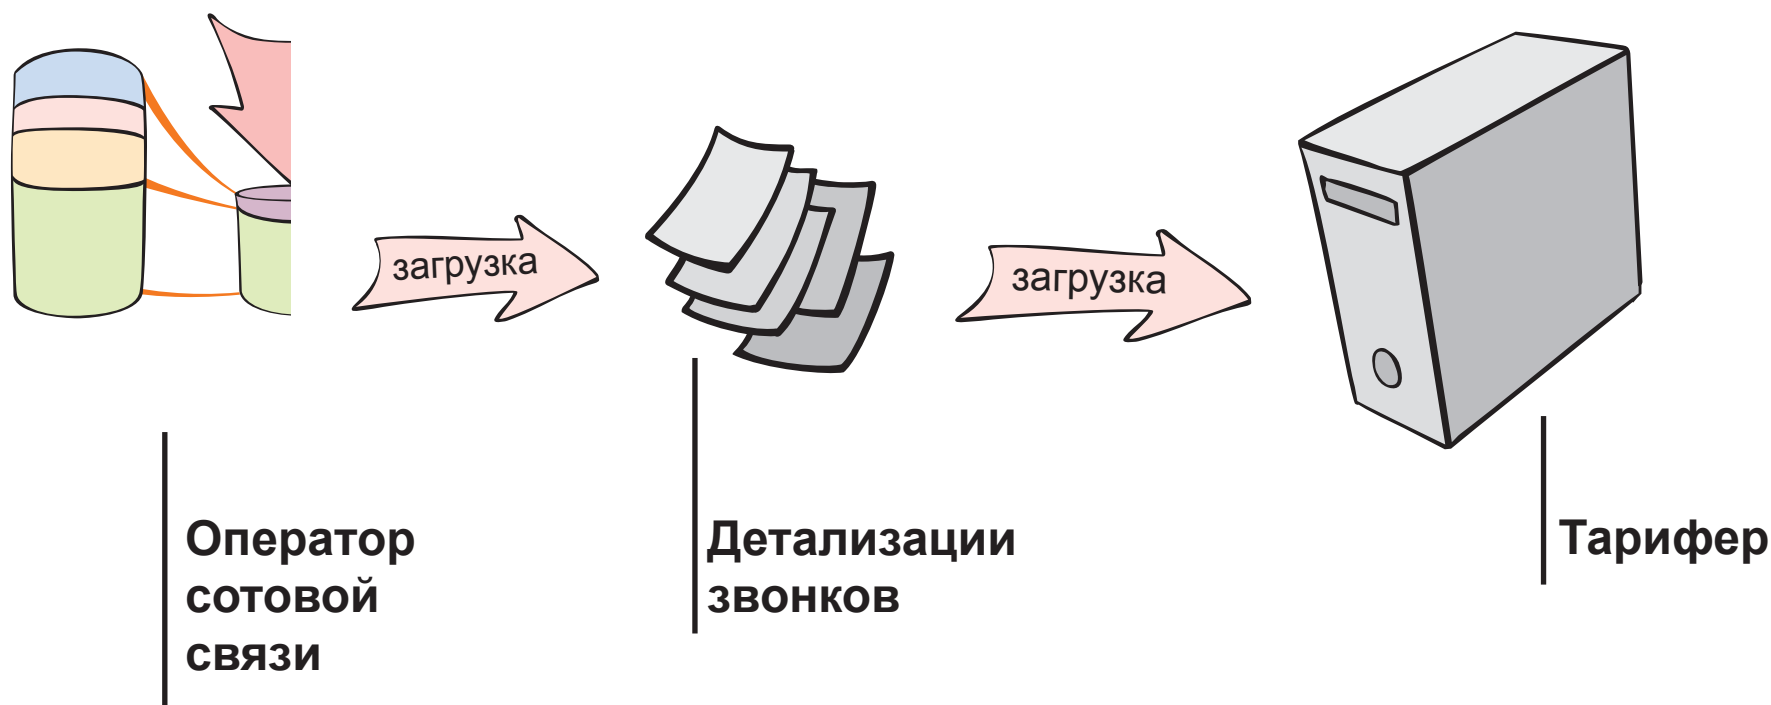 загрузка
загрузка
Оператор
сотовой
связи
Детализации
звонков
Тарифер